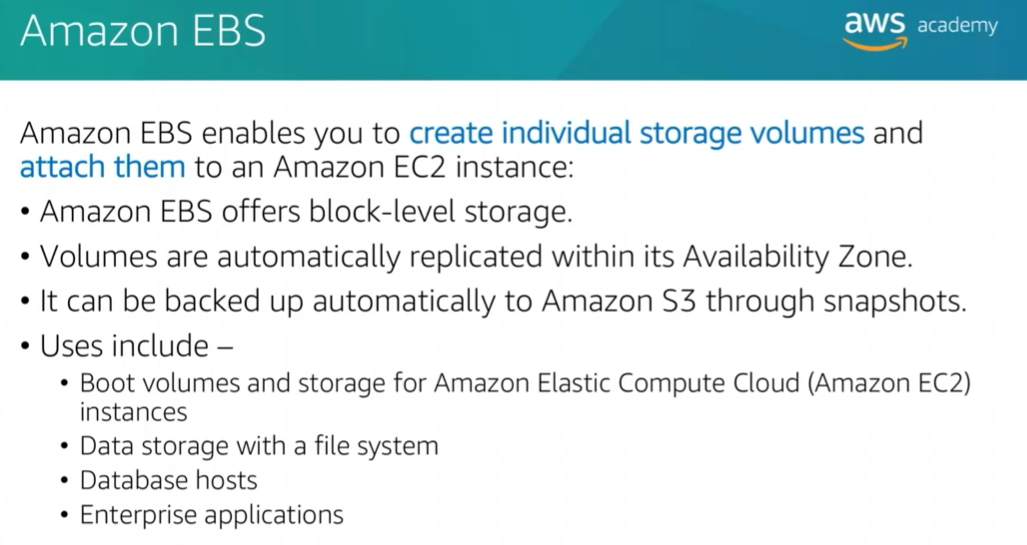 Amazon EBS
aws academy
Amazon EBS enables you to create individual storage volumes and
attach them to an Amazon EC2 instance:
• Amazon EBS offers block-level storage.
• Volumes are automatically replicated within its Availability Zone.
• It can be backed up automatically to Amazon S3 through snapshots.
• Uses include –
• Boot volumes and storage for Amazon Elastic Compute Cloud (Amazon EC2)
instances
• Data storage with a file system
• Database hosts
• Enterprise applications